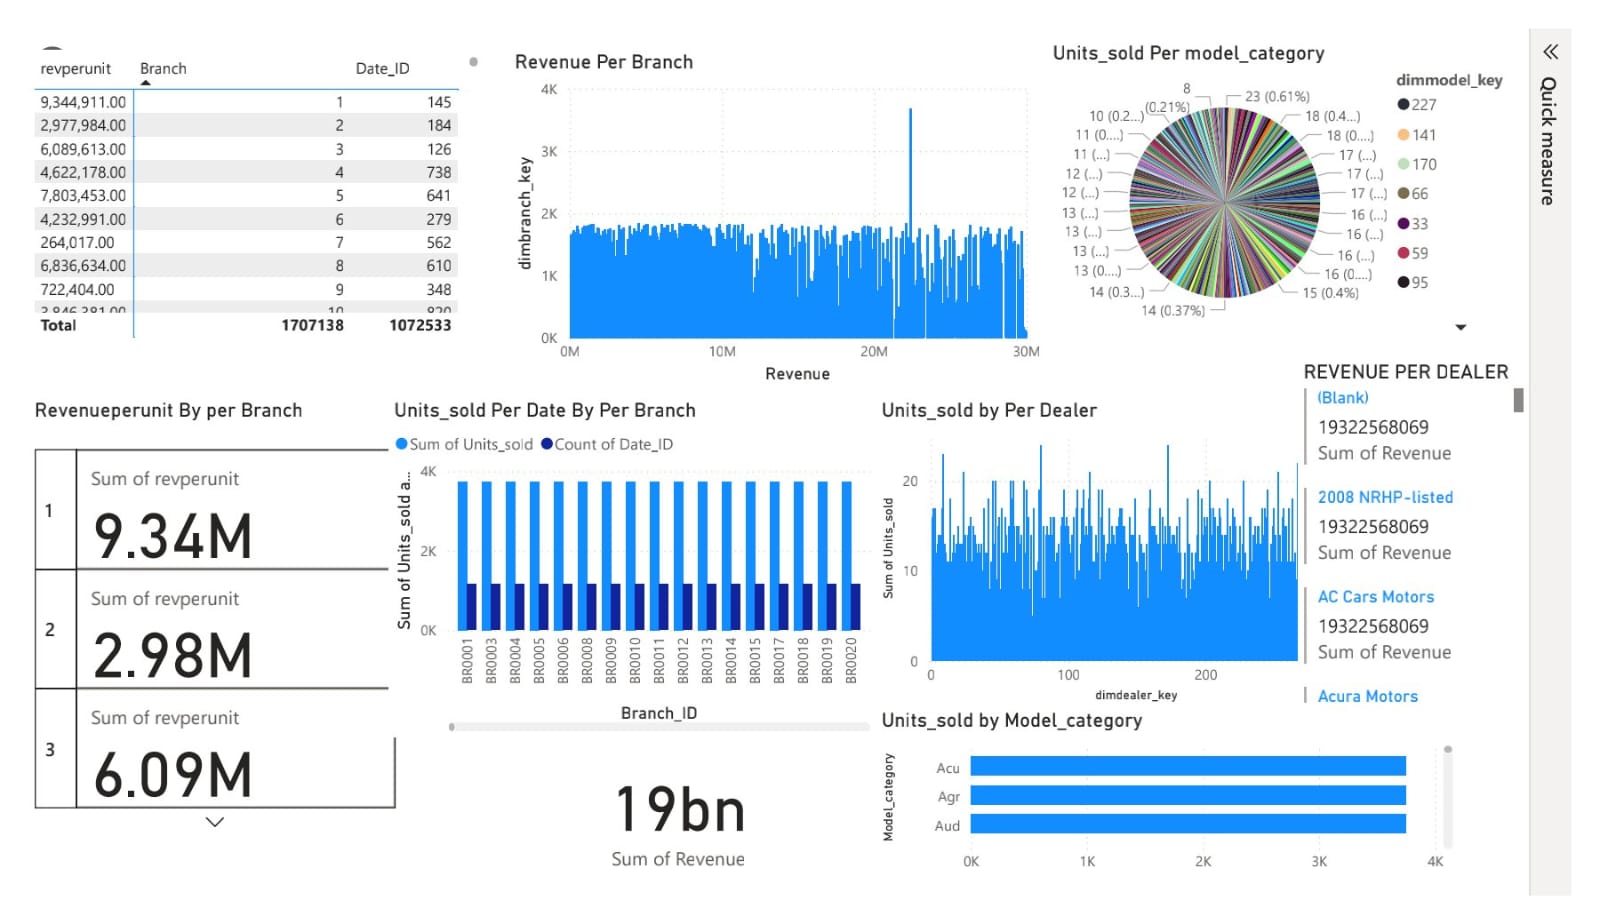 revperunit Branch Date_ID
9,344,911.00 1 145
2,977,984.00 2 184
6,089,613.00 3 126
4,622,178.00 4 738
7,803,453.00 5 641
4,232,991.00 6 279
264,017.00 7 562
6,836,634.00 8 610
722,404.00 9 348
Total 1707138 1072533
Revenue Per Branch
dimbranch_key
4K
3K
2K
1K
0K
0M 10M 20M 30M
Revenue
Units_sold Per model_category
8
(0.21%)
10 (0.2...)
11 (0....)
11 (...)
12 (...)
12 (...)
13 (...)
13 (...)
13 (...)
13 (0....)
14 (0.3...)
14 (0.37%)
23 (0.61%)
18 (0.4...)
18 (0....)
17 (...)
17 (...)
17 (...)
16 (...)
16 (...)
16 (...)
16 (0....)
15 (0.4%)
dimmodel_key
227
141
170
66
33
59
95
Quick measure
Revenueperunit By per Branch
1
Sum of revperunit
9.34M
2
Sum of revperunit
2.98M
3
Sum of revperunit
6.09M
Units_sold Per Date By Per Branch
Sum of Units_sold Count of Date_ID
Sum of Units_sold a...
4K
2K
0K
BR0001 BR0003 BR0004 BR0005 BR0006 BR0008 BR0009 BR0010 BR0011 BR0012 BR0013 BR0014 BR0015 BR0017 BR0018 BR0019 BR0020
Branch_ID
19bn
Sum of Revenue
Units_sold by Per Dealer
Sum of Units_sold
20
10
0
0 100 200
dimdealer_key
REVENUE PER DEALER
(Blank)
19322568069
Sum of Revenue
2008 NRHP-listed
19322568069
Sum of Revenue
AC Cars Motors
19322568069
Sum of Revenue
Acura Motors
Units_sold by Model_category
Model_category
Acu
Agr
Aud
0K 1K 2K 3K 4K